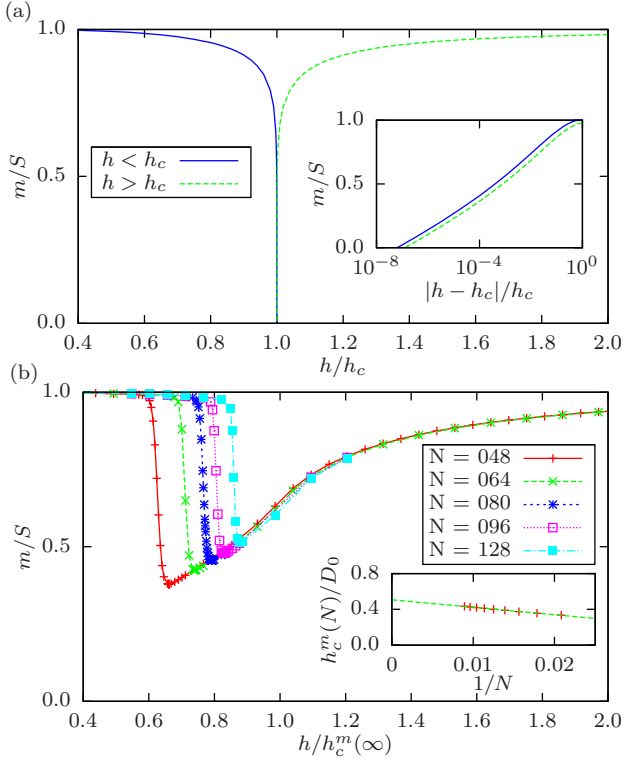 (a)
1.0
0.5
0.0
m/S
h < h_c
h > h_c
1.0
0.5
0.0
m/S
10^−8 10^−4 10^0
|h − h_c|/h_c
0.4 0.6 0.8 1.0 1.2 1.4 1.6 1.8 2.0
h/h_c
(b)
1.0
0.5
0.0
m/S
N = 048
N = 064
N = 080
N = 096
N = 128
0.8
0.4
0.0
h_c^m(N)/D_0
0 0.01 0.02
1/N
0.4 0.6 0.8 1.0 1.2 1.4 1.6 1.8 2.0
h/h_c^m(∞)